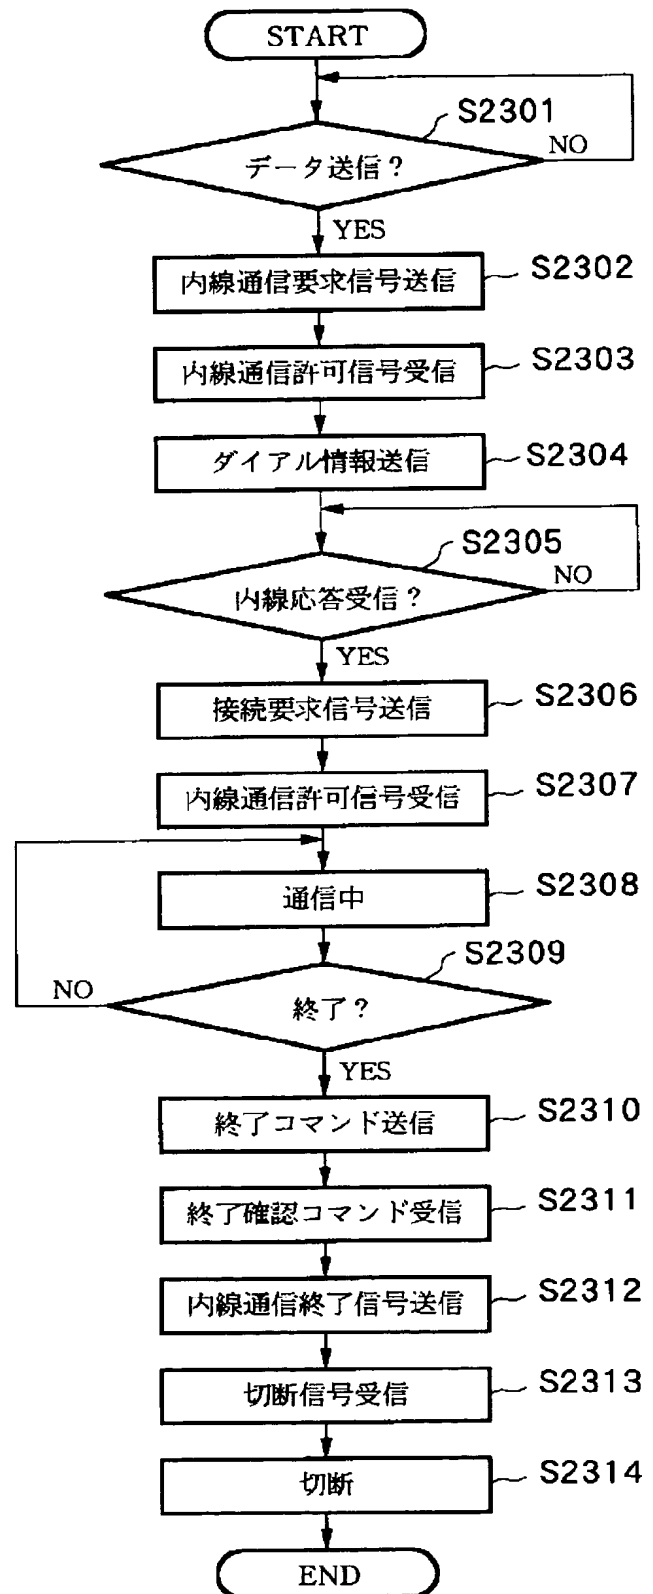 START
S2301
データ送信?
NO
YES
内線通信要求信号送信
S2302
内線通信許可信号受信
S2303
ダイアル情報送信
S2304
S2305
内線応答受信?
NO
YES
接続要求信号送信
S2306
内線通信許可信号受信
S2307
通信中
S2308
S2309
NO
終了?
YES
終了コマンド送信
S2310
終了確認コマンド受信
S2311
内線通信終了信号送信
S2312
切断信号受信
S2313
切断
S2314
END